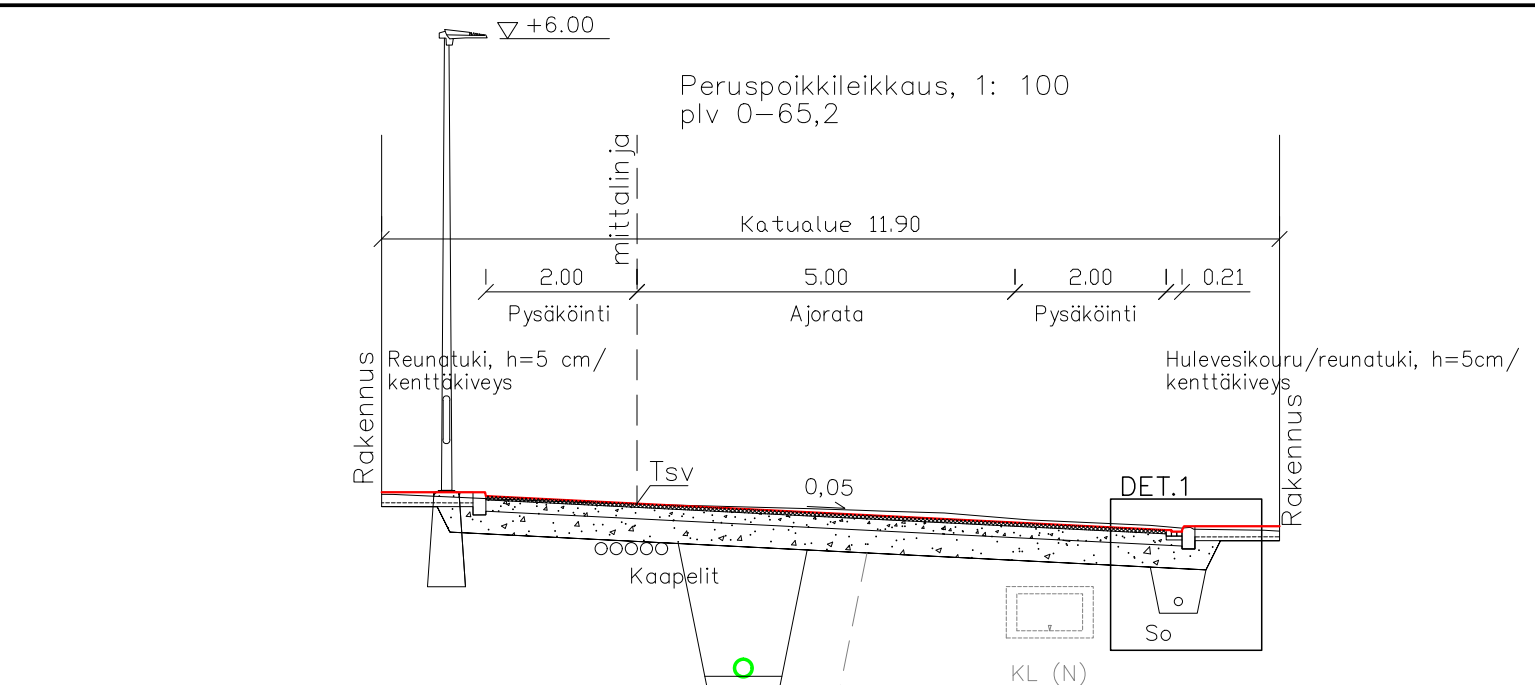 +6.00
Peruspoikkileikkaus, 1: 100
plv 0-65,2
mittalinja
Katualue 11.90
2.00
5.00
2.00
0.21
Pysäköinti
Ajorata
Pysäköinti
Rakennus
Reunatuki, h=5 cm/
kenttäkiveys
Hulevesikouru/reunatuki, h=5cm/
kenttäkiveys
Rakennus
Tsv
0,05
DET.1
Kaapelit
So
KL (N)